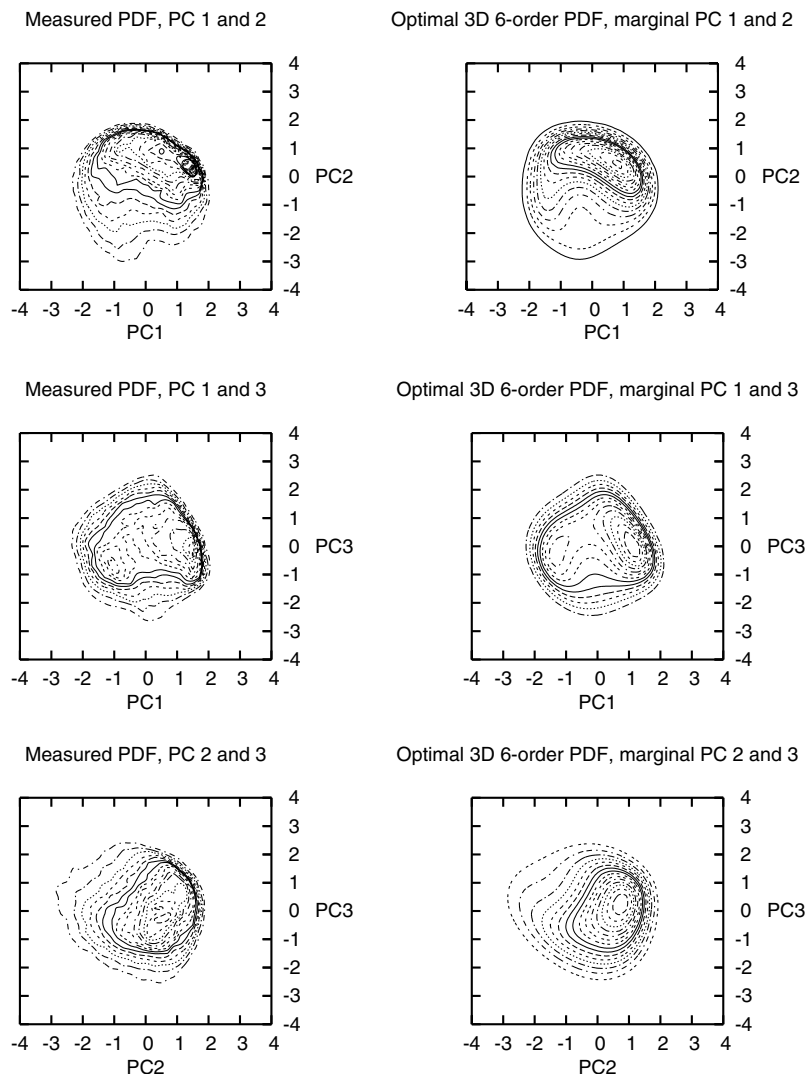 Measured PDF, PC 1 and 2
4
3
2
1
0
-1
-2
-3
-4
PC2
-4 -3 -2 -1 0 1 2 3 4
PC1
Optimal 3D 6-order PDF, marginal PC 1 and 2
4
3
2
1
0
-1
-2
-3
-4
PC2
-4 -3 -2 -1 0 1 2 3 4
PC1
Measured PDF, PC 1 and 3
4
3
2
1
0
-1
-2
-3
-4
PC3
-4 -3 -2 -1 0 1 2 3 4
PC1
Optimal 3D 6-order PDF, marginal PC 1 and 3
4
3
2
1
0
-1
-2
-3
-4
PC3
-4 -3 -2 -1 0 1 2 3 4
PC1
Measured PDF, PC 2 and 3
4
3
2
1
0
-1
-2
-3
-4
PC3
-4 -3 -2 -1 0 1 2 3 4
PC2
Optimal 3D 6-order PDF, marginal PC 2 and 3
4
3
2
1
0
-1
-2
-3
-4
PC3
-4 -3 -2 -1 0 1 2 3 4
PC2